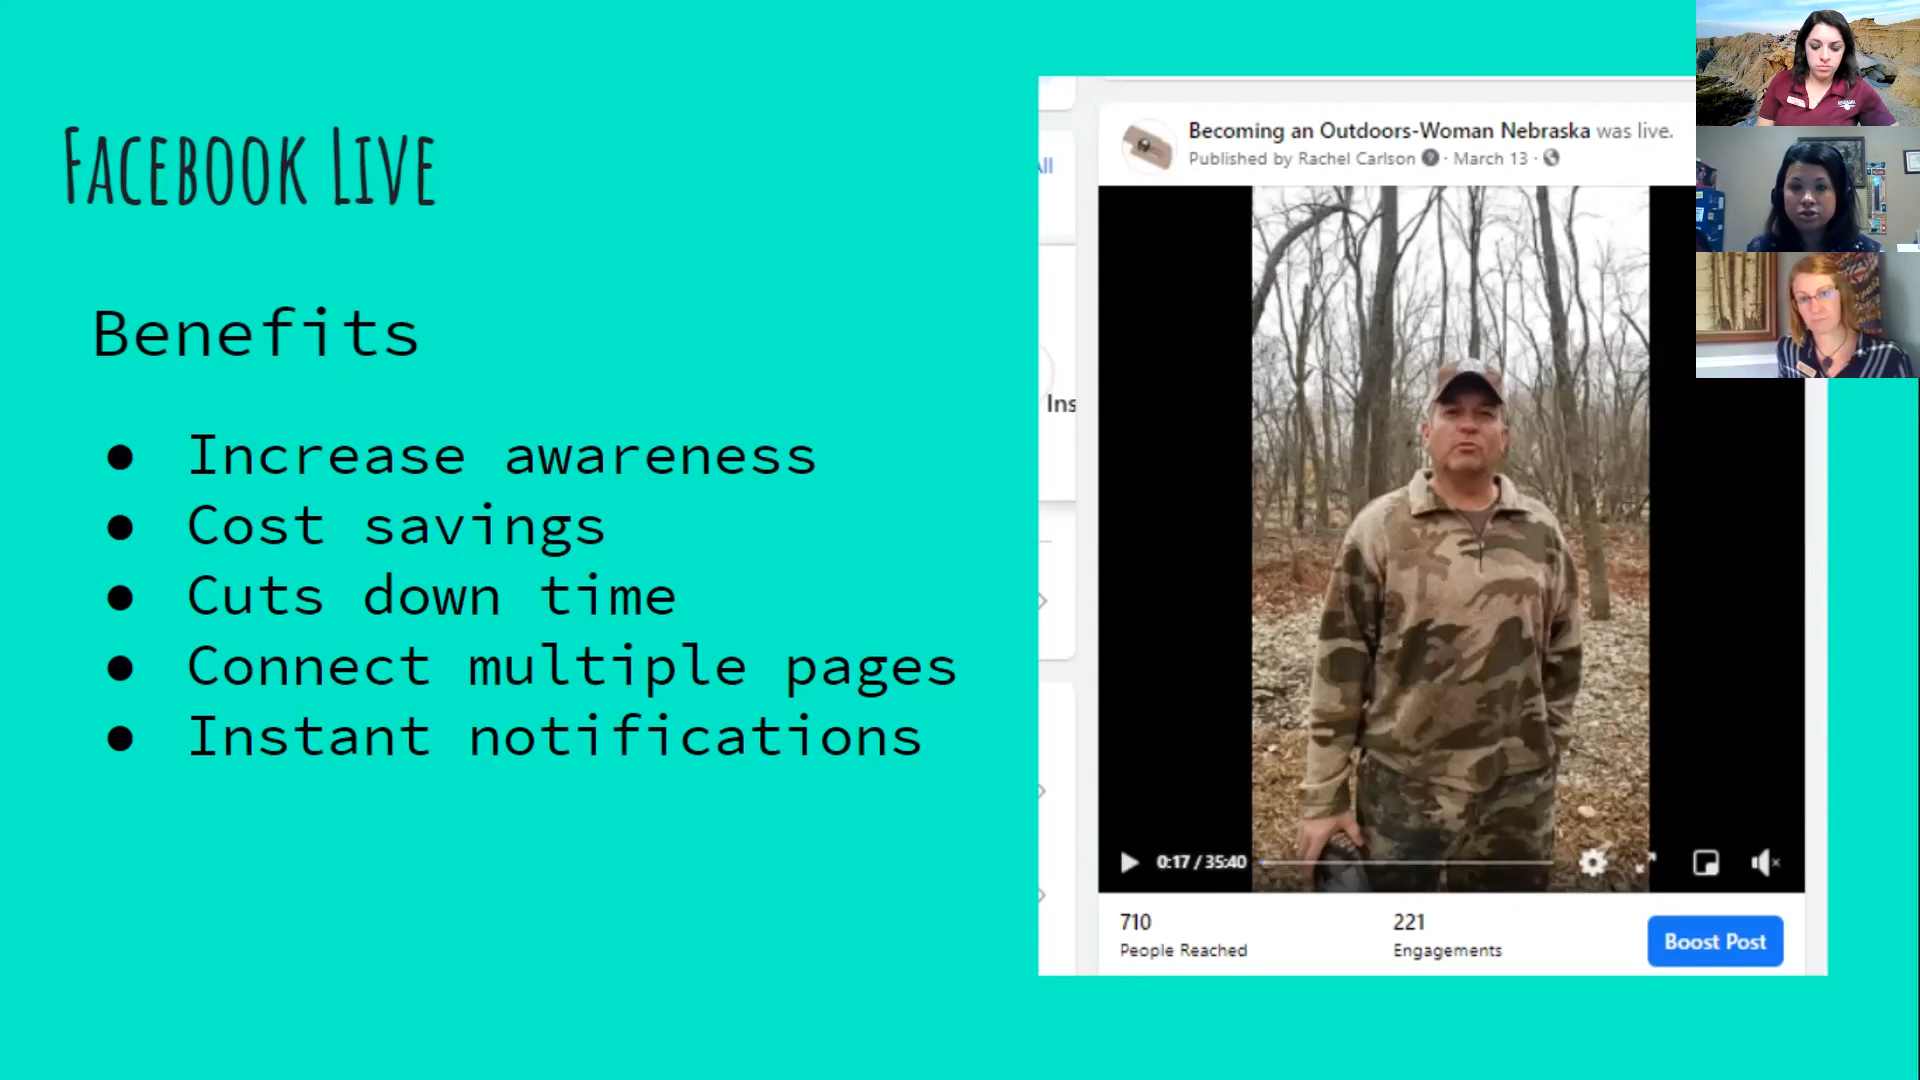 FACEBOOK LIVE
Benefits
● Increase awareness
● Cost savings
● Cuts down time
● Connect multiple pages
● Instant notifications
All
Ins
Becoming an Outdoors-Woman Nebraska was live.
Published by Rachel Carlson · March 13 ·
0:17 / 35:40
710
People Reached
221
Engagements
Boost Post